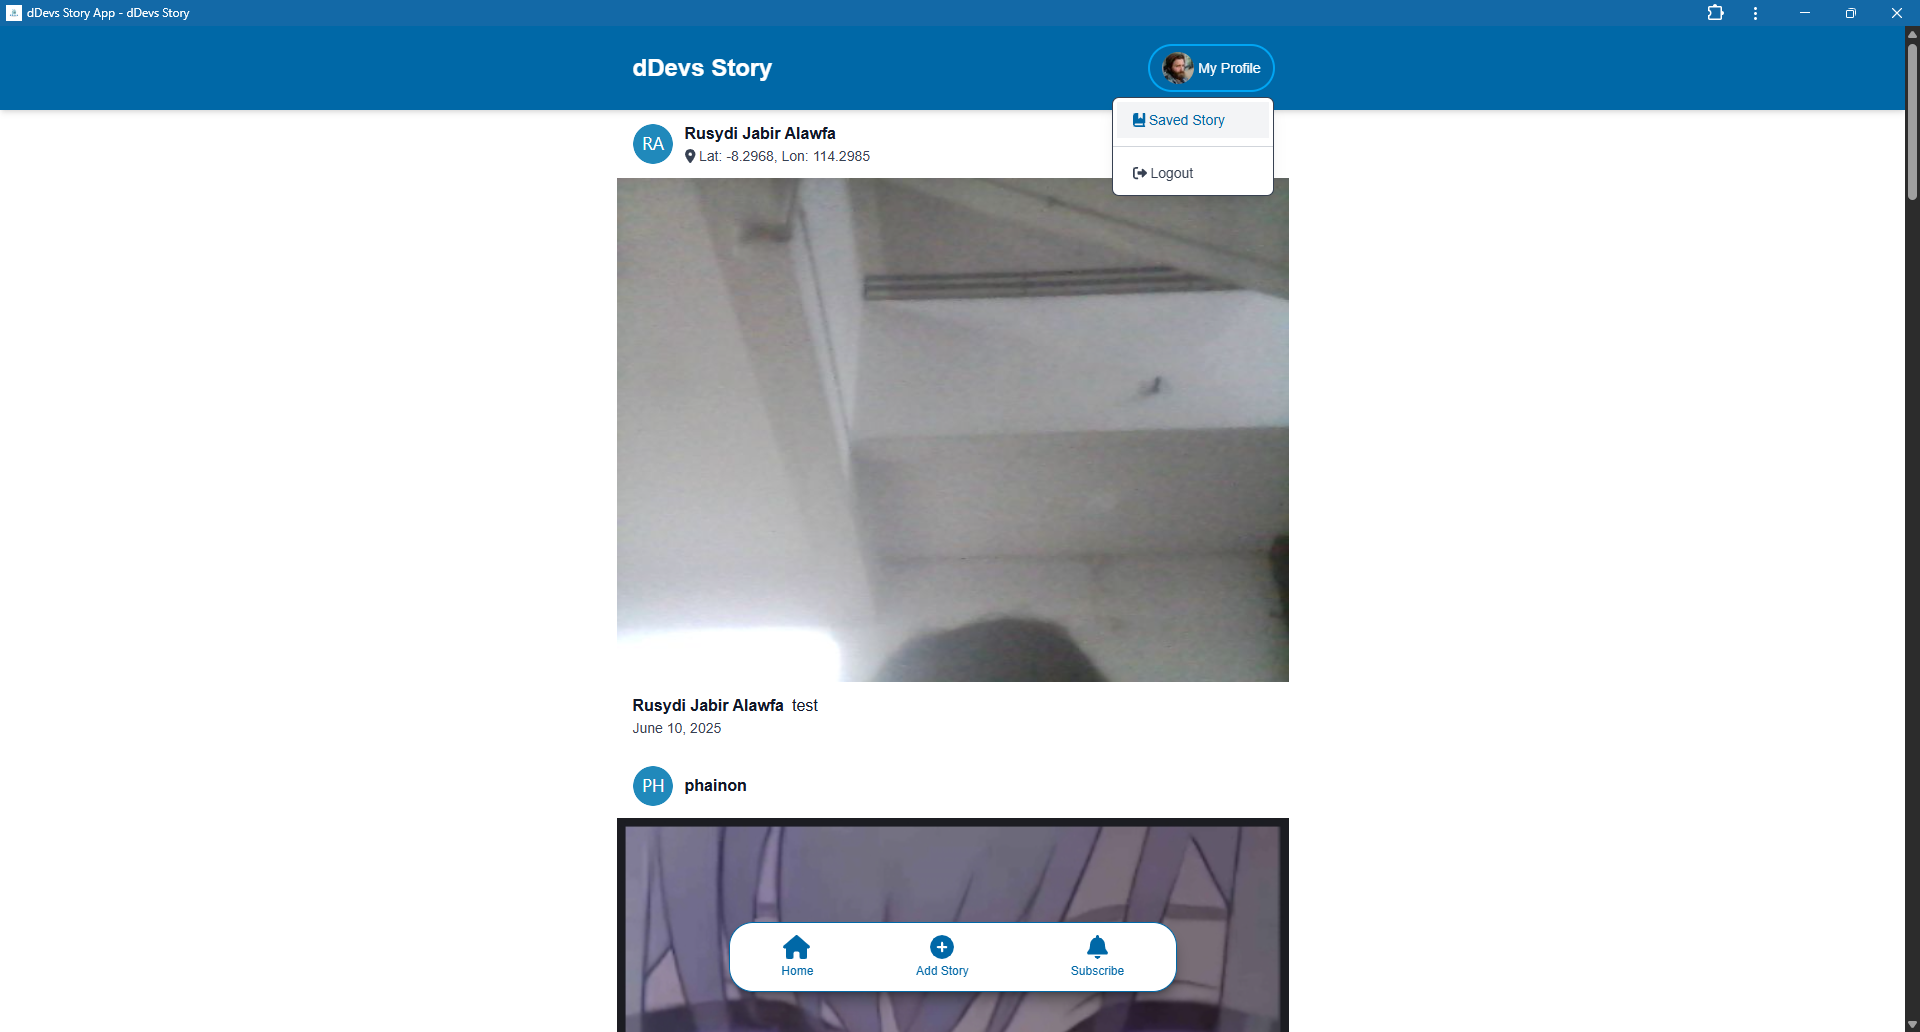 dDevs Story App - dDevs Story
dDevs Story
My Profile
Saved Story
Logout
RA
Rusydi Jabir Alawfa
Lat: -8.2968, Lon: 114.2985
Rusydi Jabir Alawfa test
June 10, 2025
PH
phainon
Home
Add Story
Subscribe